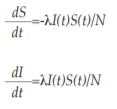 dS/dt =-λI(t)S(t)/N
dI/dt =λI(t)S(t)/N